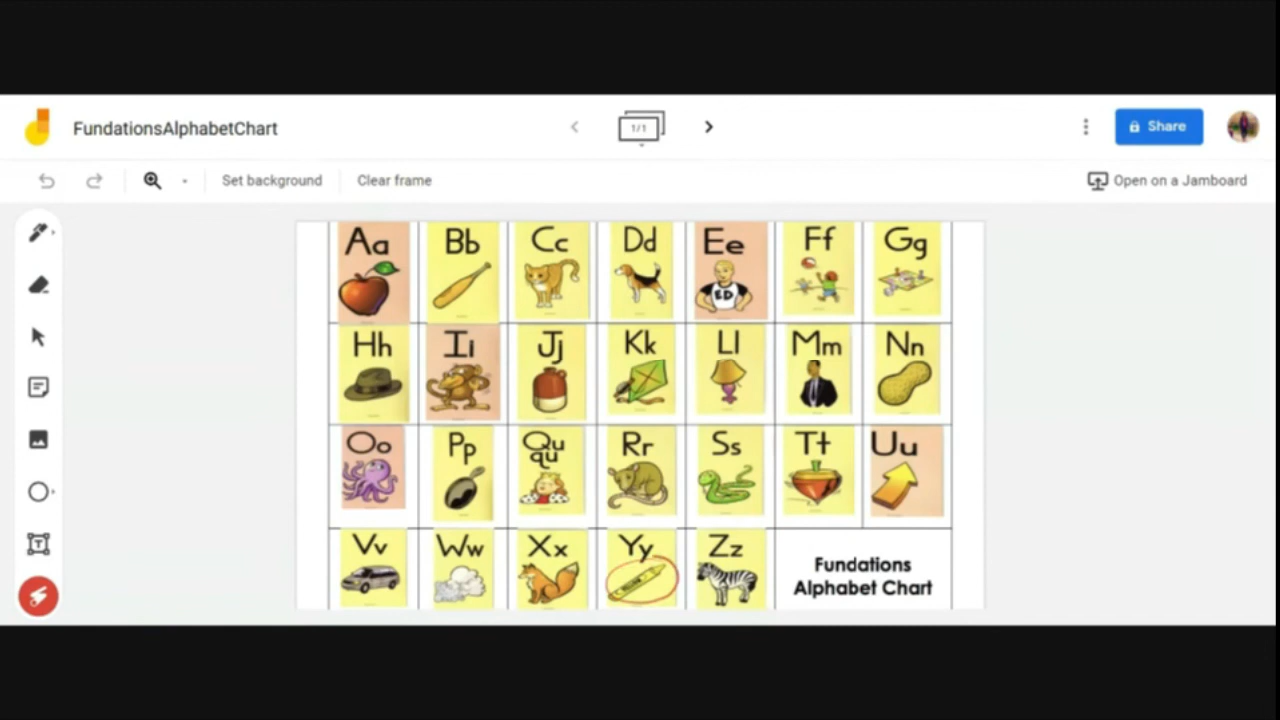 FundationsAlphabetChart
1/1
Share
Set background
Clear frame
Open on a Jamboard
Aa Bb Cc Dd Ee Ff Gg
ED
Hh Ii Jj Kk Ll Mm Nn
Oo Pp Qu Rr Ss Tt Uu
qu
Vv Ww Xx Yy Zz
Fundations
Alphabet Chart